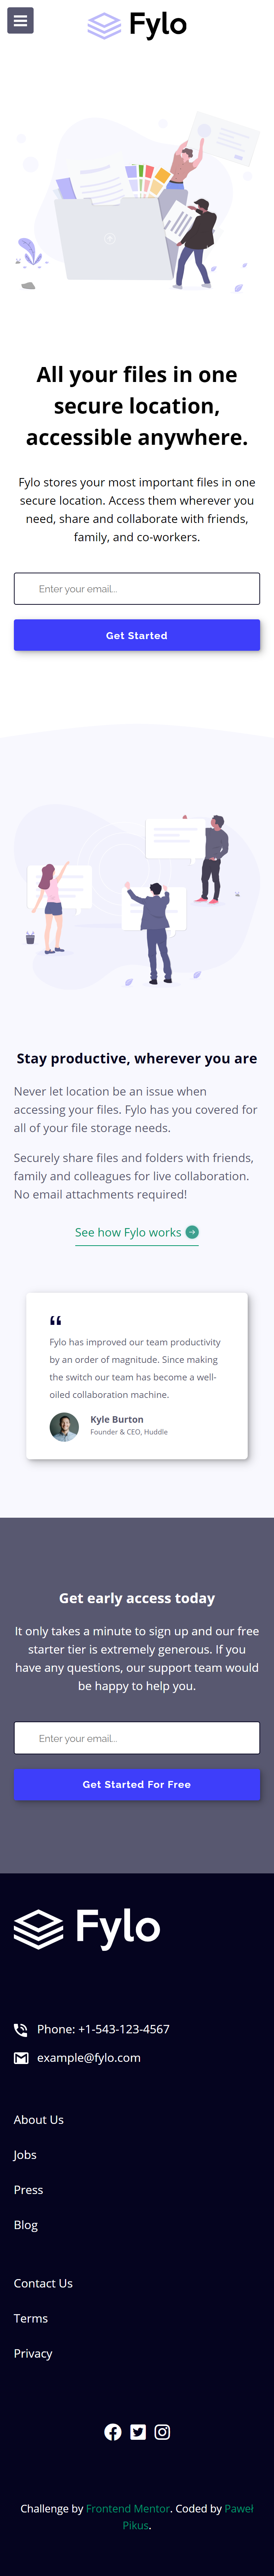 Fylo
All your files in one
secure location,
accessible anywhere.
Fylo stores your most important files in one
secure location. Access them wherever you
need, share and collaborate with friends,
family, and co-workers.
Enter your email...
Get Started
Stay productive, wherever you are
Never let location be an issue when
accessing your files. Fylo has you covered for
all of your file storage needs.
Securely share files and folders with friends,
family and colleagues for live collaboration.
No email attachments required!
See how Fylo works
“
Fylo has improved our team productivity
by an order of magnitude. Since making
the switch our team has become a well-
oiled collaboration machine.
Kyle Burton
Founder & CEO, Huddle
Get early access today
It only takes a minute to sign up and our free
starter tier is extremely generous. If you
have any questions, our support team would
be happy to help you.
Enter your email...
Get Started For Free
Fylo
Phone: +1-543-123-4567
example@fylo.com
About Us
Jobs
Press
Blog
Contact Us
Terms
Privacy
Challenge by Frontend Mentor. Coded by Paweł
Pikus.